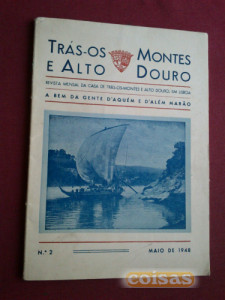 TRÁS-OS MONTES
E ALTO DOURO
REVISTA MENSAL DA CASA DE TRÁS-OS-MONTES E ALTO DOURO, EM LISBOA
A BEM DA GENTE D'AQUÉM E D'ALÉM MARÃO
N.º 2 MAIO DE 1948
coisas